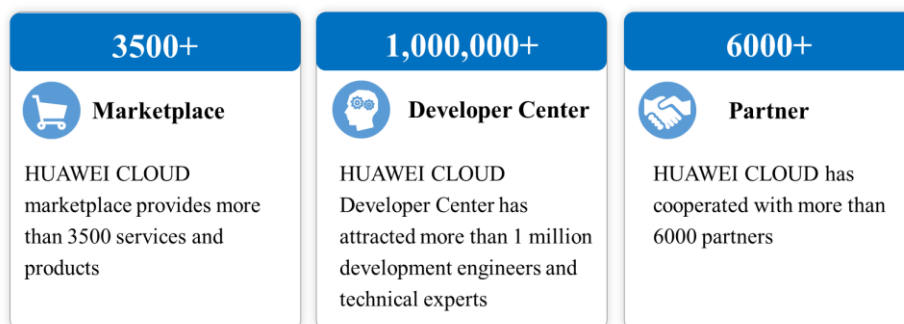 3500+
Marketplace
HUAWEI CLOUD
marketplace provides more
than 3500 services and
products
1,000,000+
Developer Center
HUAWEI CLOUD
Developer Center has
attracted more than 1 million
development engineers and
technical experts
6000+
Partner
HUAWEI CLOUD has
cooperated with more than
6000 partners